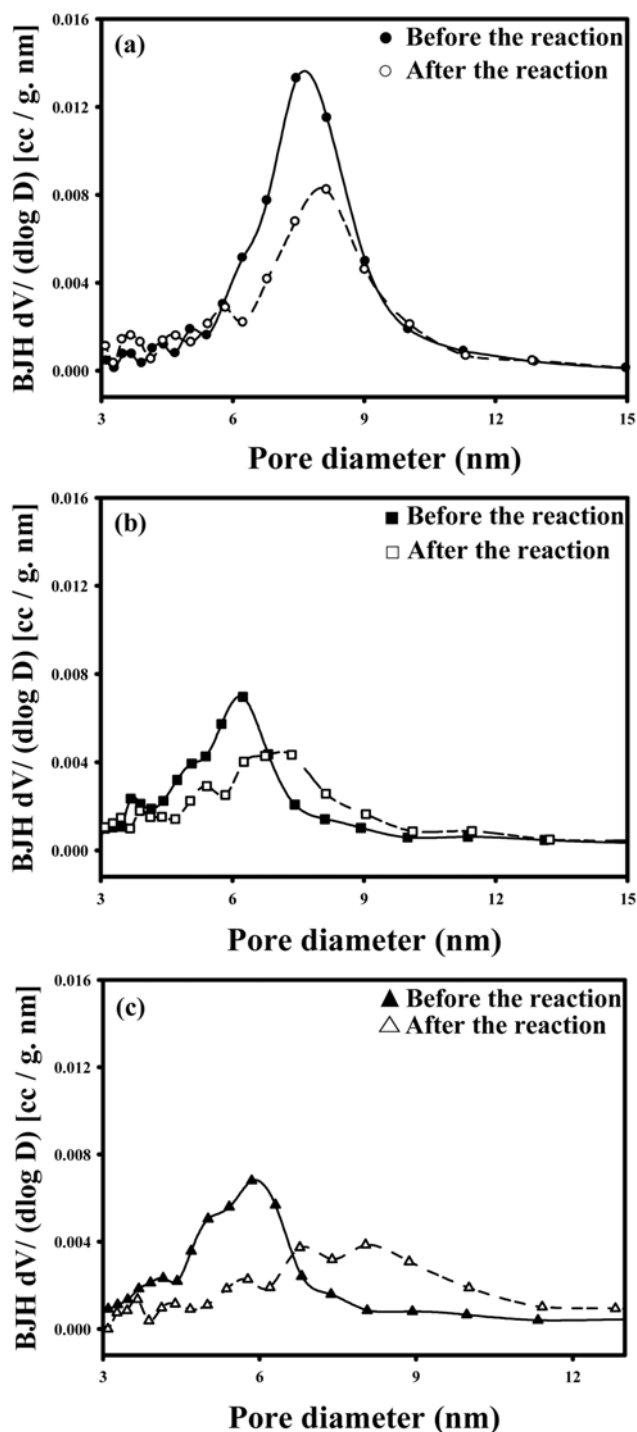 (a)
Before the reaction
After the reaction
BJH dV/ (dlog D) [cc / g. nm]
0.016
0.012
0.008
0.004
0.000
3 6 9 12 15
Pore diameter (nm)
(b)
Before the reaction
After the reaction
BJH dV/ (dlog D) [cc / g. nm]
0.016
0.012
0.008
0.004
0.000
3 6 9 12 15
Pore diameter (nm)
(c)
Before the reaction
After the reaction
BJH dV/ (dlog D) [cc / g. nm]
0.016
0.012
0.008
0.004
0.000
3 6 9 12
Pore diameter (nm)